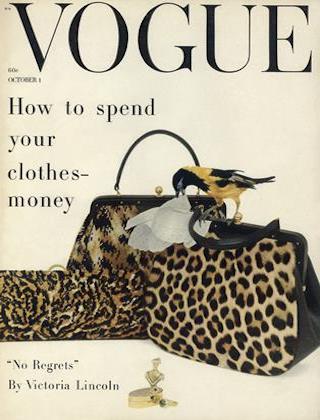 VOGUE
60c
OCTOBER 1
How to spend
your
clothes-
money
"No Regrets"
By Victoria Lincoln